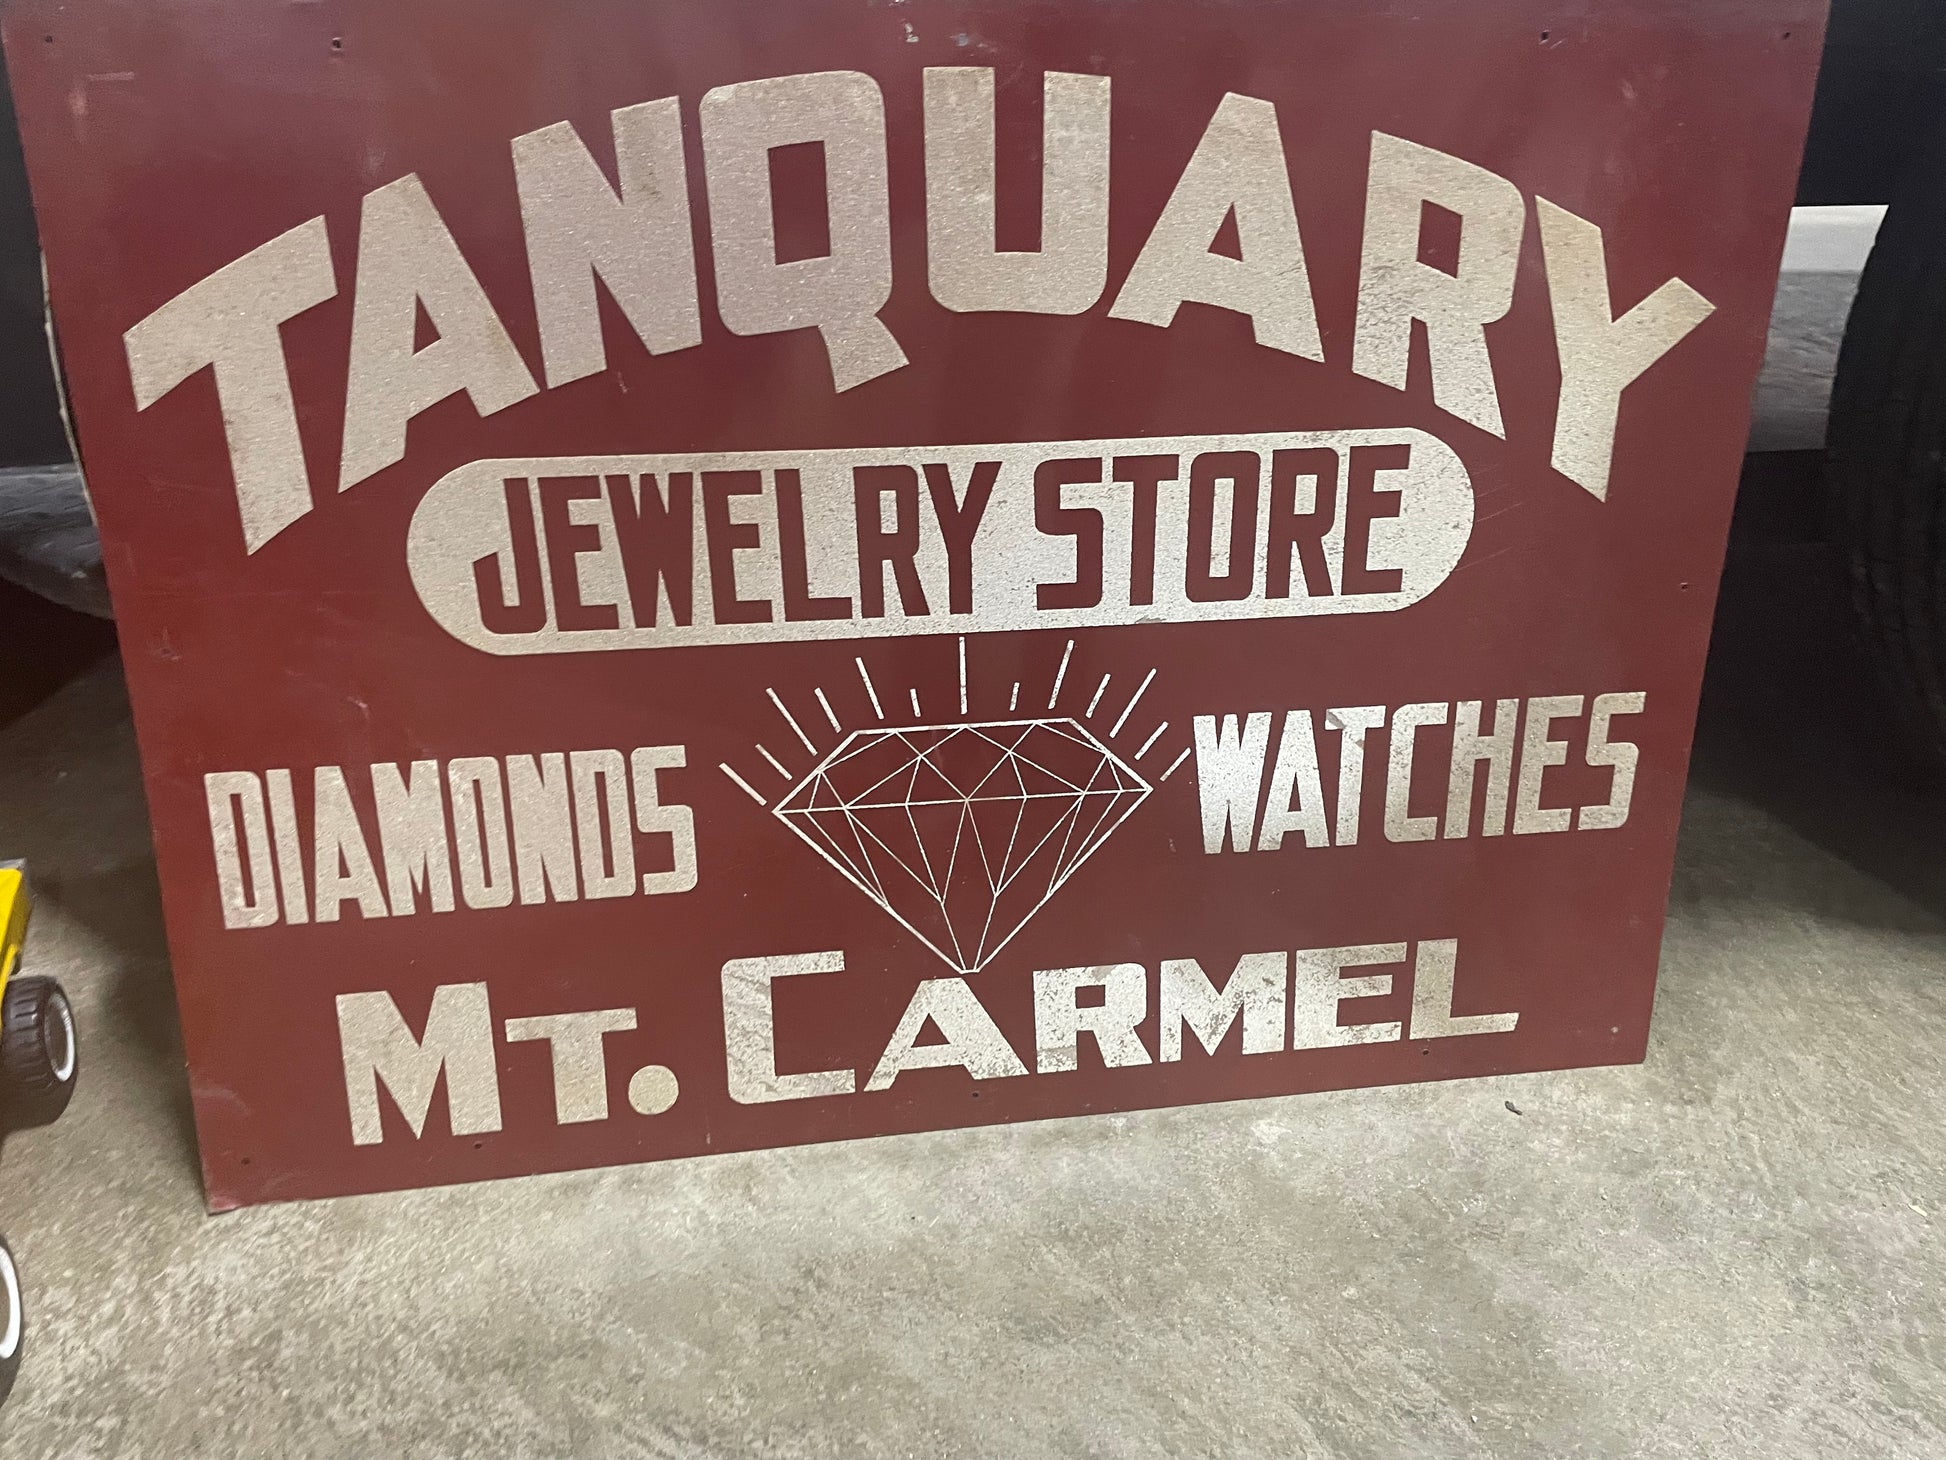 TANQUARY
JEWELRY STORE
DIAMONDS WATCHES
MT. CARMEL